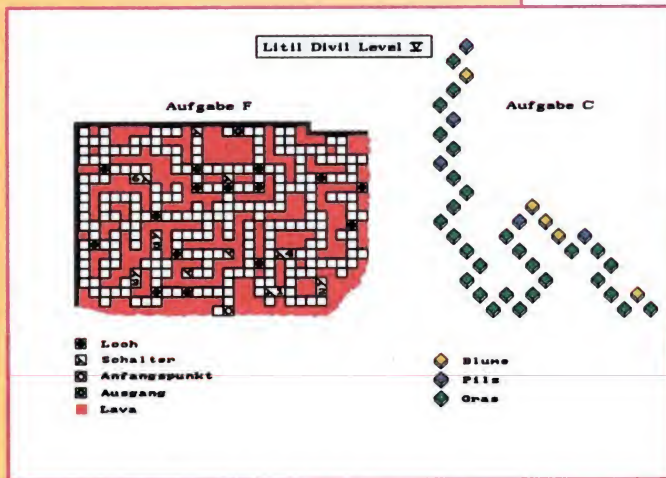 Litil Divil Level V
Aufgabe F
Aufgabe C
Loch
Schalter
Anfangspunkt
Ausgang
Lava
Blume
Pilz
Gras